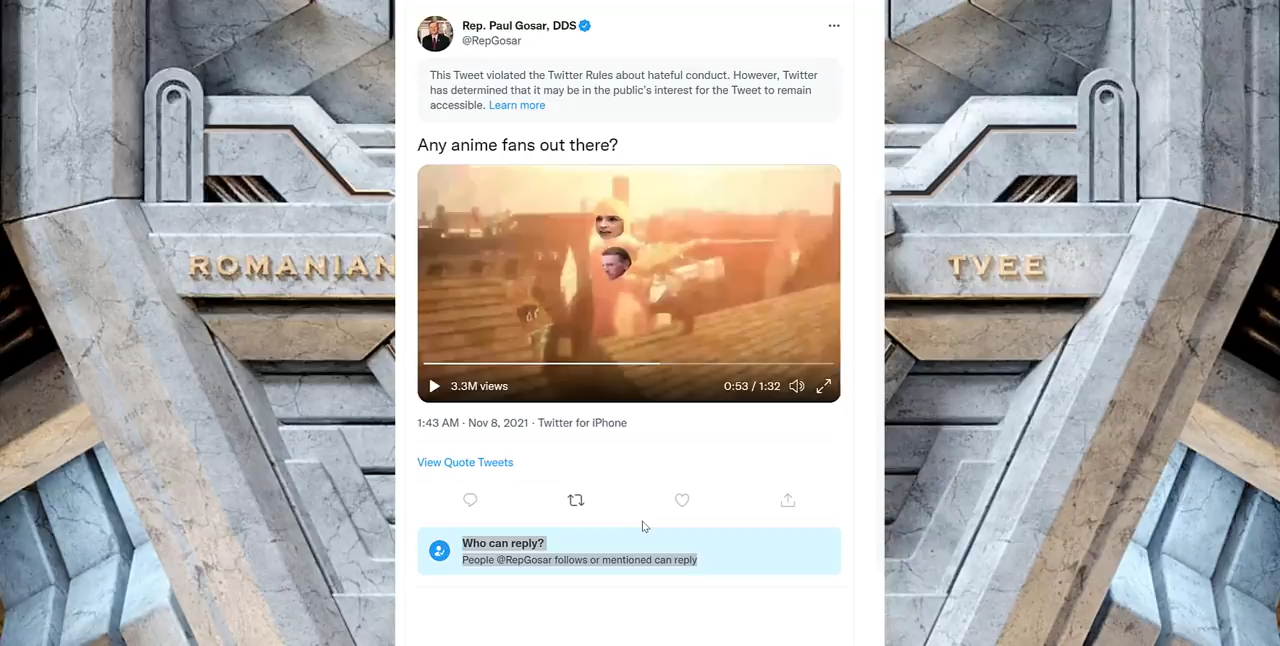 Rep. Paul Gosar, DDS
@RepGosar
This Tweet violated the Twitter Rules about hateful conduct. However, Twitter
has determined that it may be in the public's interest for the Tweet to remain
accessible. Learn more
Any anime fans out there?
ROMANIAN
TVEE
3.3M views
0:53 / 1:32
1:43 AM · Nov 8, 2021 · Twitter for iPhone
View Quote Tweets
Who can reply?
People @RepGosar follows or mentioned can reply